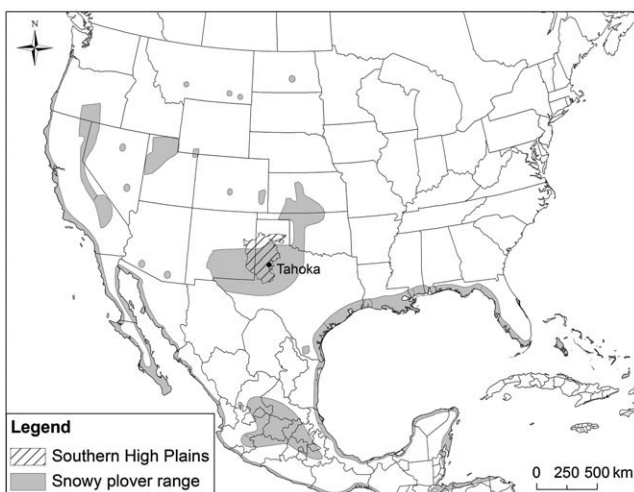 N
Tahoka
Legend
Southern High Plains
Snowy plover range
0 250 500 km